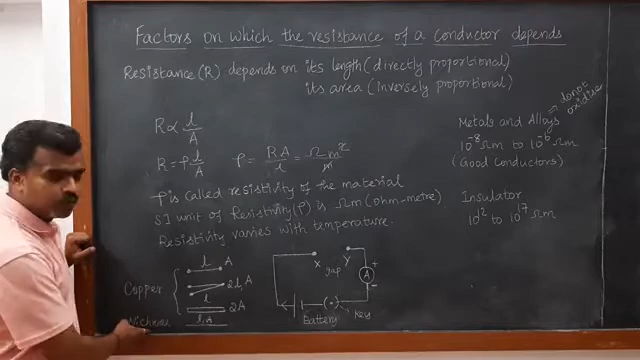 Factors on which the resistance of a conductor depends
Resistance (R) depends on its length (directly proportional)
its area (Inversely proportional)
R ∝ l/A
R = ρ l/A
ρ = RA/l = Ωm²/m
ρ is called resistivity of the material
SI unit of Resistivity (ρ) is Ωm (ohm-metre)
Resistivity varies with temperature.
Metals and Alloys → do not oxidise
10⁻⁸ Ωm to 10⁻⁶ Ωm
(Good Conductors)
Insulator
10¹² to 10¹⁷ Ωm
Copper
l A
2l, A
l 2A
Nichrome
l, A
X gap Y
A + −
Battery
Key